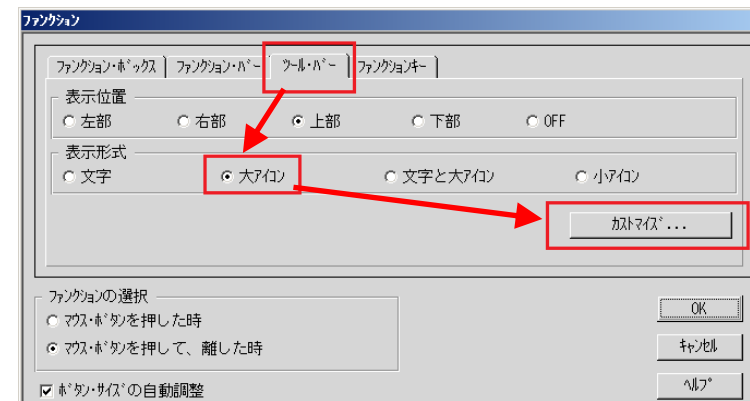 ﾌｧﾝｸｼｮﾝ
ﾌｧﾝｸｼｮﾝ･ﾎﾞｯｸｽ ﾌｧﾝｸｼｮﾝ･ﾊﾞｰ ﾂｰﾙ･ﾊﾞｰ ﾌｧﾝｸｼｮﾝｷｰ
表示位置
左部 右部 上部 下部 OFF
表示形式
文字 大ｱｲｺﾝ 文字と大ｱｲｺﾝ 小ｱｲｺﾝ
ｶｽﾄﾏｲｽﾞ...
ﾌｧﾝｸｼｮﾝの選択
ﾏｳｽ･ﾎﾞﾀﾝを押した時
ﾏｳｽ･ﾎﾞﾀﾝを押して、離した時
ﾎﾞﾀﾝ･ｻｲｽﾞの自動調整
OK
ｷｬﾝｾﾙ
ﾍﾙﾌﾟ